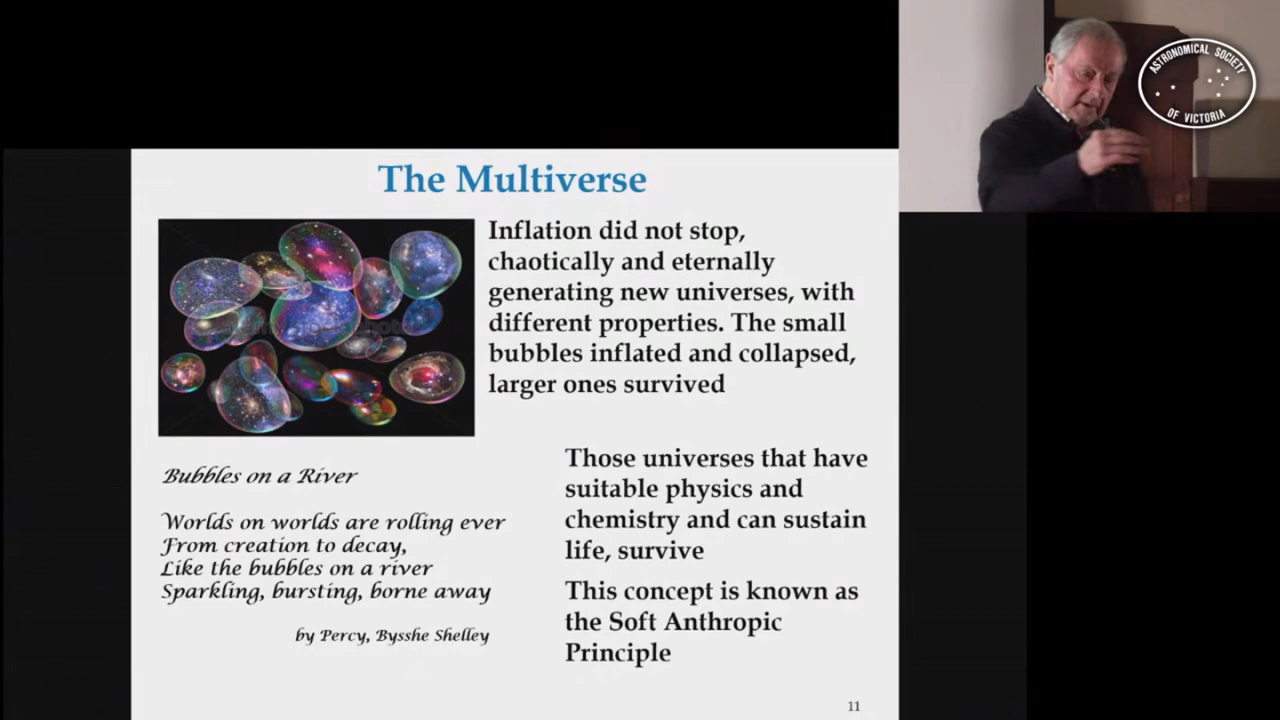 The Multiverse
Inflation did not stop,
chaotically and eternally
generating new universes, with
different properties. The small
bubbles inflated and collapsed,
larger ones survived
Bubbles on a River
Worlds on worlds are rolling ever
From creation to decay,
Like the bubbles on a river
Sparkling, bursting, borne away
by Percy, Bysshe Shelley
Those universes that have
suitable physics and
chemistry and can sustain
life, survive
This concept is known as
the Soft Anthropic
Principle
11
ASTRONOMICAL SOCIETY
OF VICTORIA